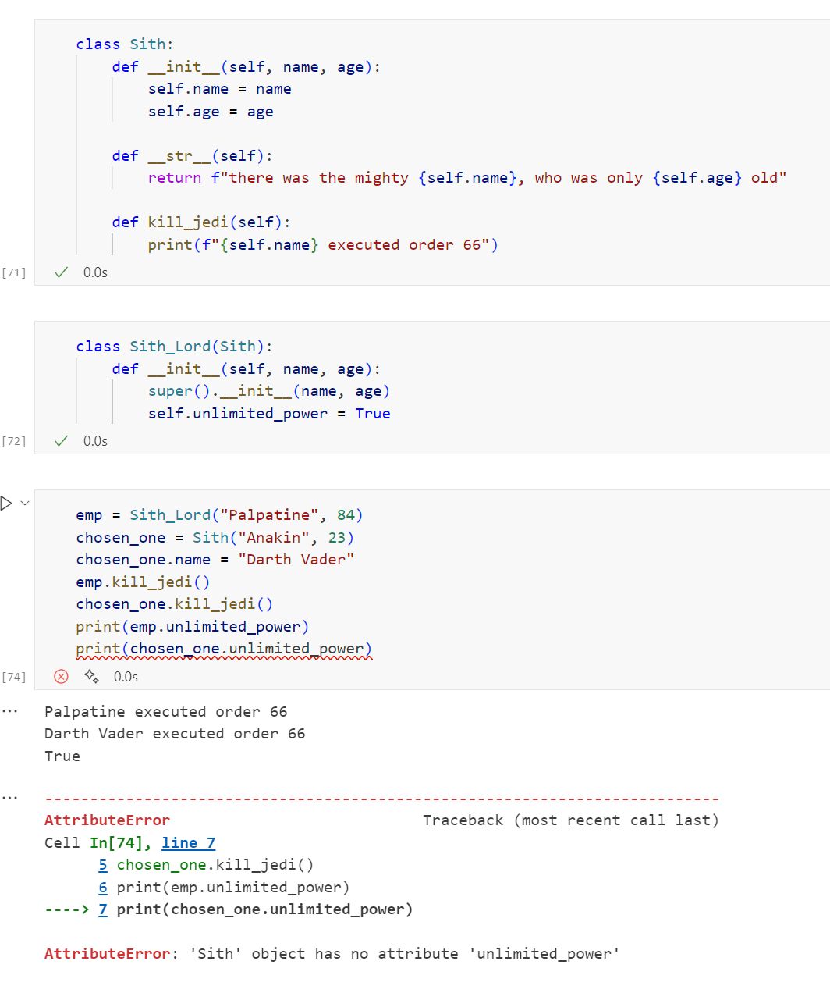 class Sith:
    def __init__(self, name, age):
        self.name = name
        self.age = age
    def __str__(self):
        return f"there was the mighty {self.name}, who was only {self.age} old"
    def kill_jedi(self):
        print(f"{self.name} executed order 66")
[71] 0.0s
class Sith_Lord(Sith):
    def __init__(self, name, age):
        super().__init__(name, age)
        self.unlimited_power = True
[72] 0.0s
emp = Sith_Lord("Palpatine", 84)
chosen_one = Sith("Anakin", 23)
chosen_one.name = "Darth Vader"
emp.kill_jedi()
chosen_one.kill_jedi()
print(emp.unlimited_power)
print(chosen_one.unlimited_power)
[74] 0.0s
... Palpatine executed order 66
Darth Vader executed order 66
True
... ---------------------------------------------------------------------------
AttributeError                            Traceback (most recent call last)
Cell In[74], line 7
      5 chosen_one.kill_jedi()
      6 print(emp.unlimited_power)
----> 7 print(chosen_one.unlimited_power)
AttributeError: 'Sith' object has no attribute 'unlimited_power'